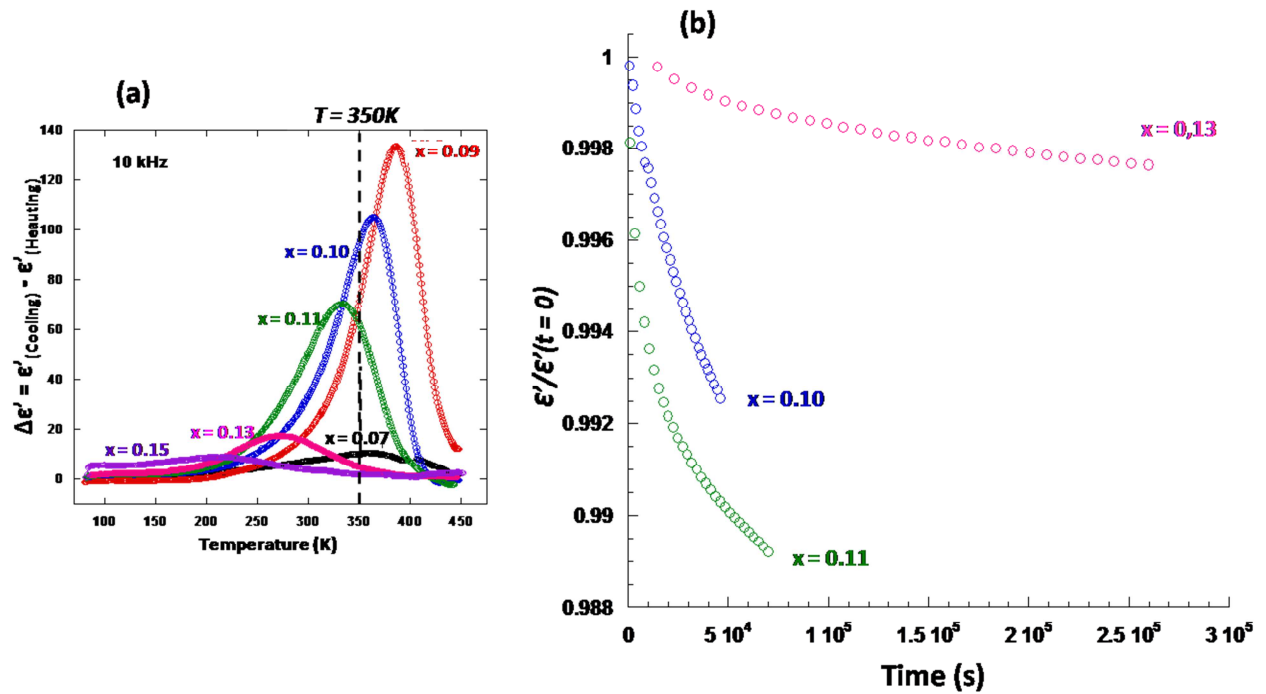 (a)
T = 350K
140
120
100
80
60
40
20
0
10 kHz
x = 0.09
x = 0.10
x = 0.11
x = 0.13
x = 0.15
x = 0.07
Δε' = ε'(Cooling) - ε'(Heauting)
100 150 200 250 300 350 400 450
Temperature (K)
(b)
1
0.998
0.996
0.994
0.992
0.99
0.988
ε'/ε'(t = 0)
x = 0,13
x = 0.10
x = 0.11
0 5 10⁴ 1 10⁵ 1.5 10⁵ 2 10⁵ 2.5 10⁵ 3 10⁵
Time (s)